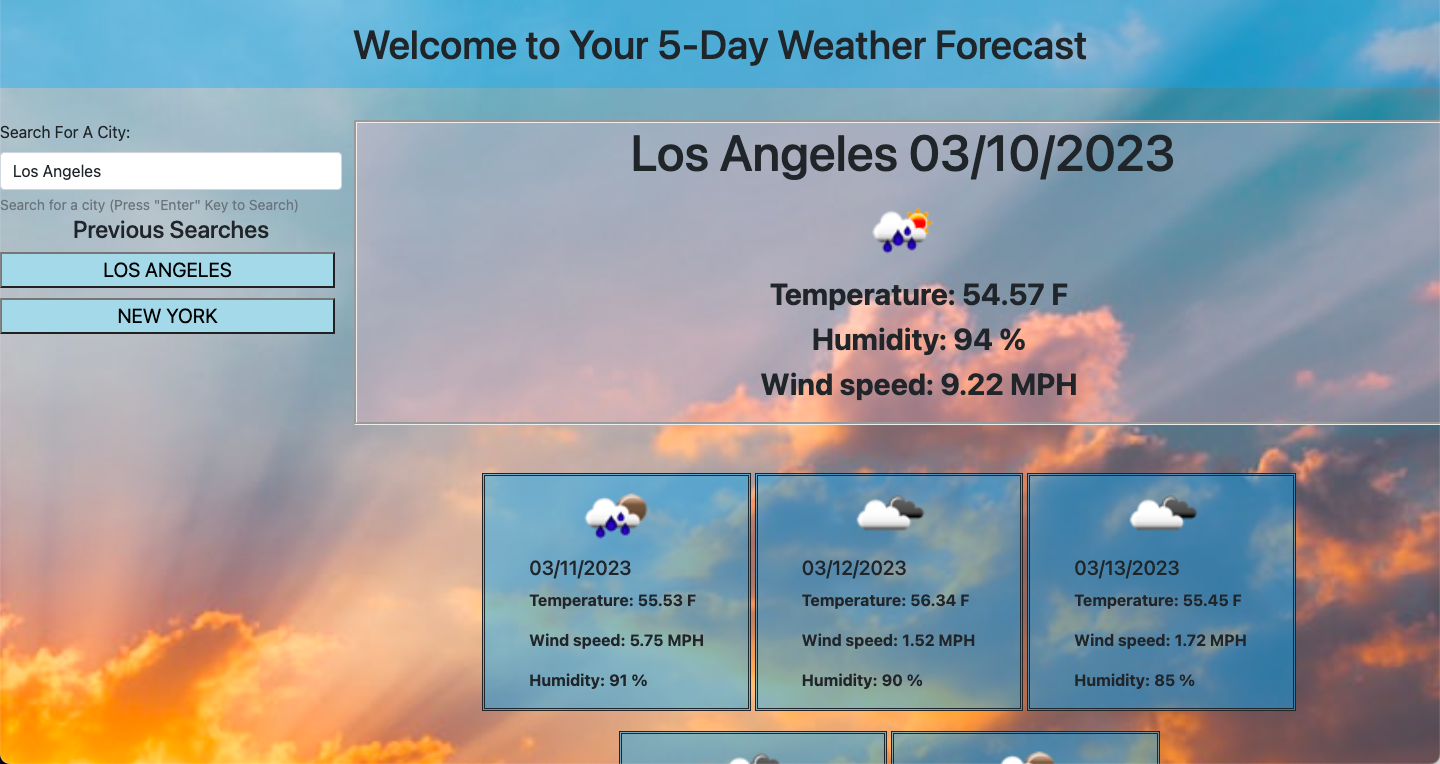 Welcome to Your 5-Day Weather Forecast
Search For A City:
Los Angeles
Search for a city (Press "Enter" Key to Search)
Previous Searches
LOS ANGELES
NEW YORK
Los Angeles 03/10/2023
Temperature: 54.57 F
Humidity: 94 %
Wind speed: 9.22 MPH
03/11/2023
Temperature: 55.53 F
Wind speed: 5.75 MPH
Humidity: 91 %
03/12/2023
Temperature: 56.34 F
Wind speed: 1.52 MPH
Humidity: 90 %
03/13/2023
Temperature: 55.45 F
Wind speed: 1.72 MPH
Humidity: 85 %